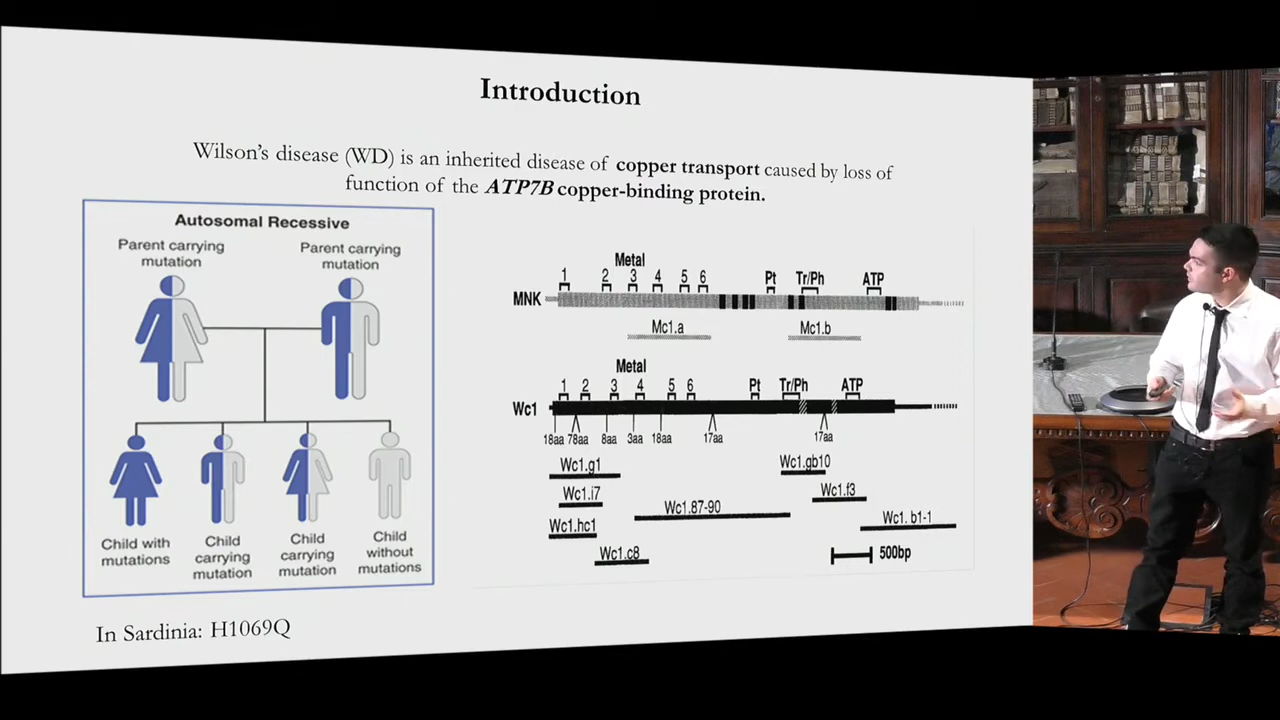 Introduction
Wilson's disease (WD) is an inherited disease of copper transport caused by loss of
function of the ATP7B copper-binding protein.
Autosomal Recessive
Parent carrying
mutation
Parent carrying
mutation
Child with
mutations
Child
carrying
mutation
Child
carrying
mutation
Child
without
mutations
In Sardinia: H1069Q
Metal
1 2 3 4 5 6 Pt Tr/Ph ATP
MNK
Mc1.a Mc1.b
Metal
1 2 3 4 5 6 Pt Tr/Ph ATP
Wc1
18aa 78aa 8aa 3aa 18aa 17aa 17aa
Wc1.g1 Wc1.gb10
Wc1.i7 Wc1.f3
Wc1.87-90
Wc1.hc1 Wc1. b1-1
Wc1.c8 500bp